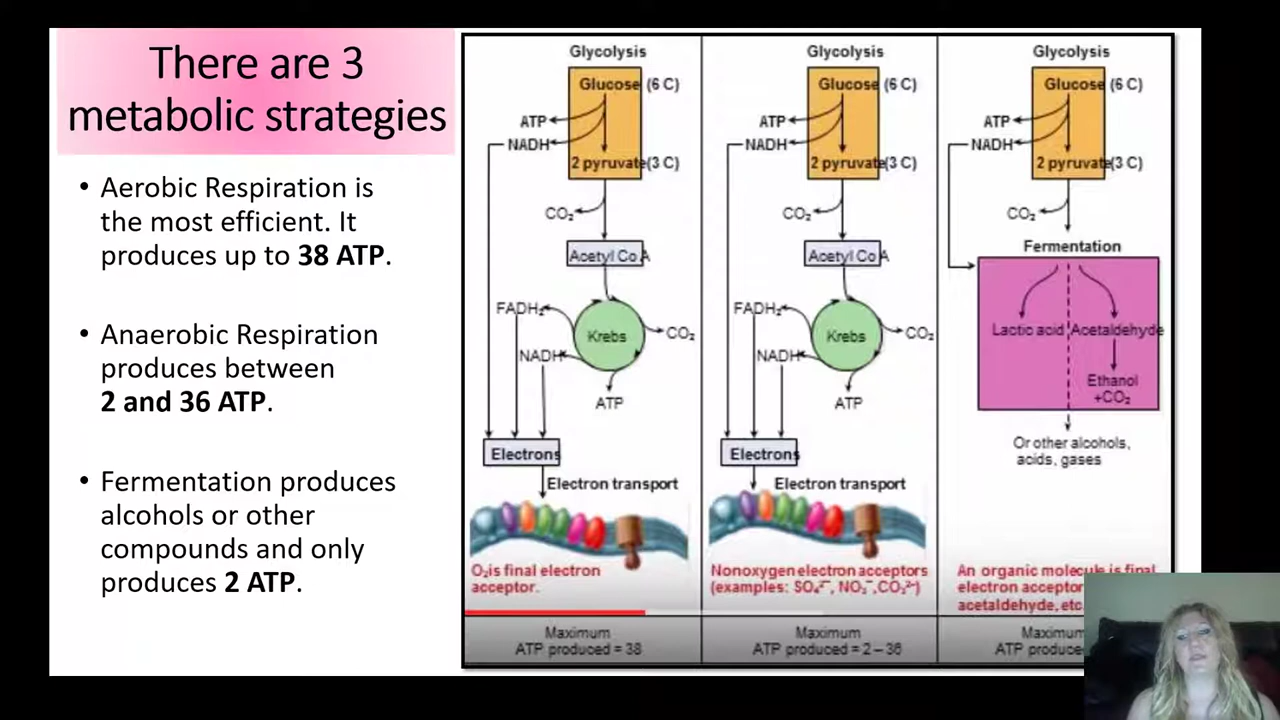 There are 3
metabolic strategies
• Aerobic Respiration is
the most efficient. It
produces up to 38 ATP.
• Anaerobic Respiration
produces between
2 and 36 ATP.
• Fermentation produces
alcohols or other
compounds and only
produces 2 ATP.
Glycolysis
Glucose (6 C)
ATP
NADH
2 pyruvate(3 C)
CO₂
Acetyl Co A
FADH₂
Krebs
CO₂
NADH
ATP
Electrons
Electron transport
O₂ is final electron
acceptor.
Maximum
ATP produced = 38
Glycolysis
Glucose (6 C)
ATP
NADH
2 pyruvate(3 C)
CO₂
Acetyl Co A
FADH₂
Krebs
CO₂
NADH
ATP
Electrons
Electron transport
Nonoxygen electron acceptors
(examples: SO₄²⁻, NO₃⁻, CO₃²⁻)
Maximum
ATP produced = 2 – 36
Glycolysis
Glucose (6 C)
ATP
NADH
2 pyruvate(3 C)
CO₂
Fermentation
Lactic acid
Acetaldehyde
Ethanol
+CO₂
Or other alcohols,
acids, gases
An organic molecule is final
electron acceptor
acetaldehyde, etc.
ATP produced